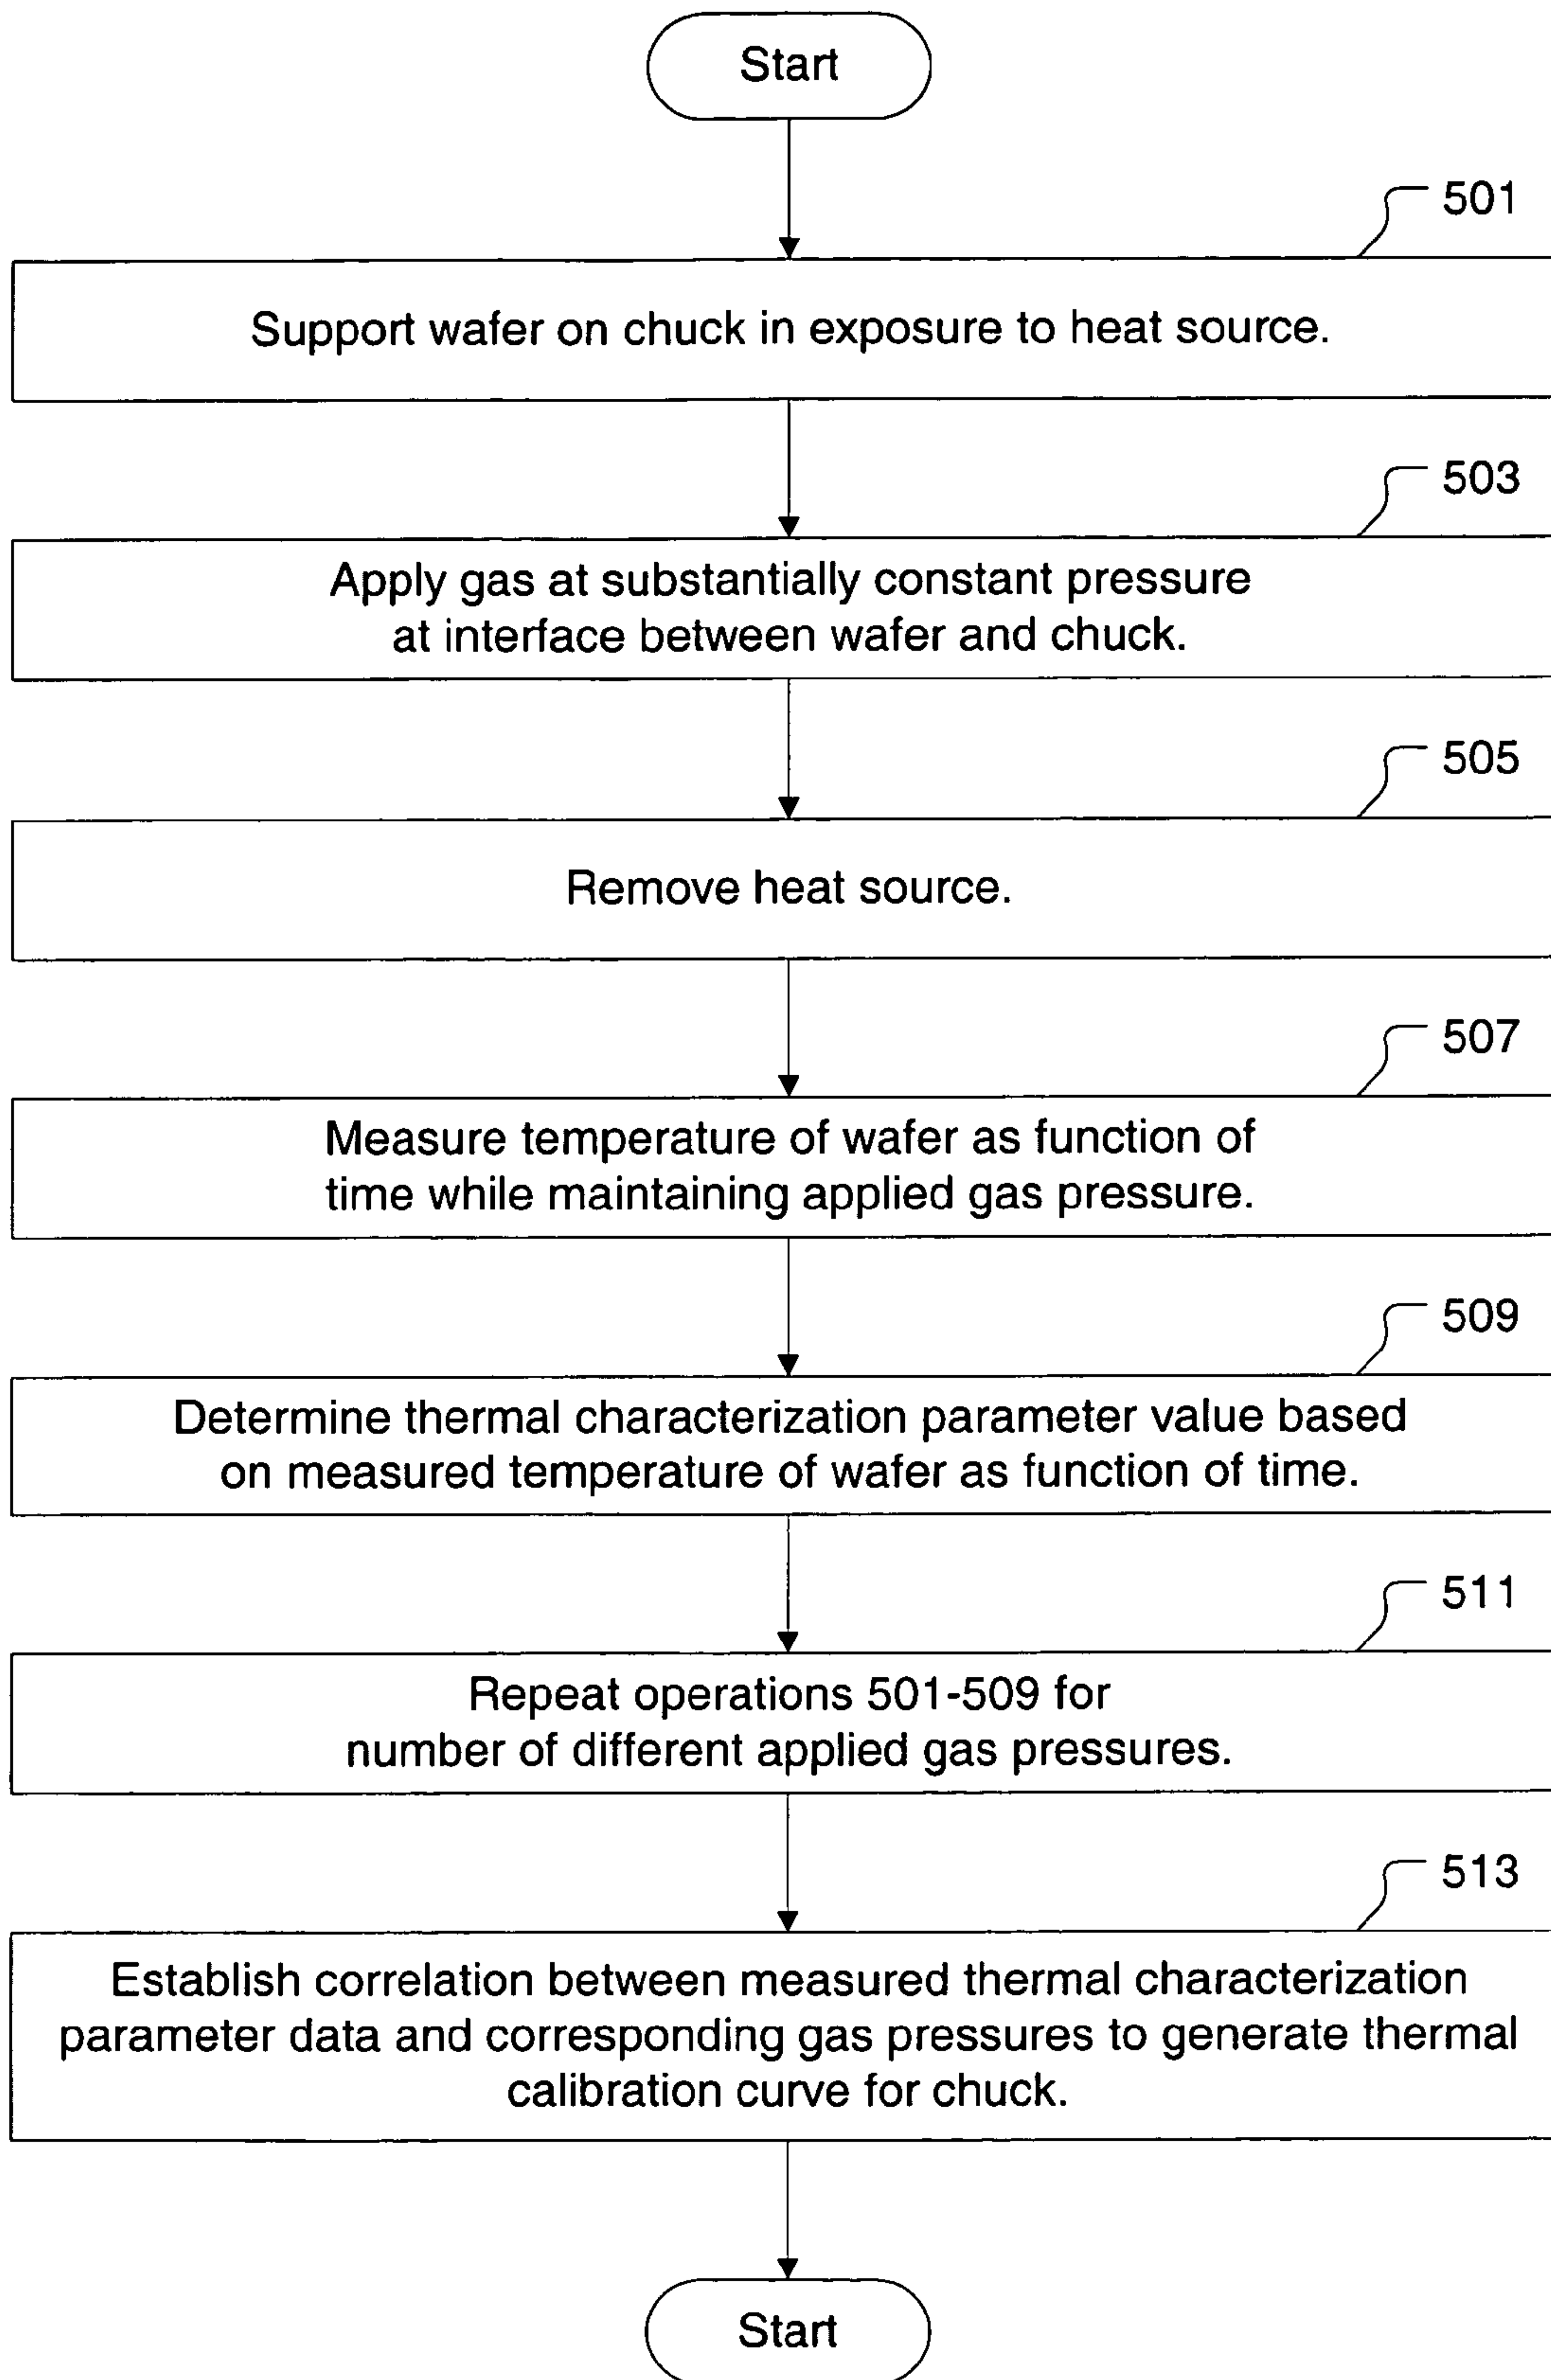 Start
501
Support wafer on chuck in exposure to heat source.
503
Apply gas at substantially constant pressure
at interface between wafer and chuck.
505
Remove heat source.
507
Measure temperature of wafer as function of
time while maintaining applied gas pressure.
509
Determine thermal characterization parameter value based
on measured temperature of wafer as function of time.
511
Repeat operations 501-509 for
number of different applied gas pressures.
513
Establish correlation between measured thermal characterization
parameter data and corresponding gas pressures to generate thermal
calibration curve for chuck.
Start